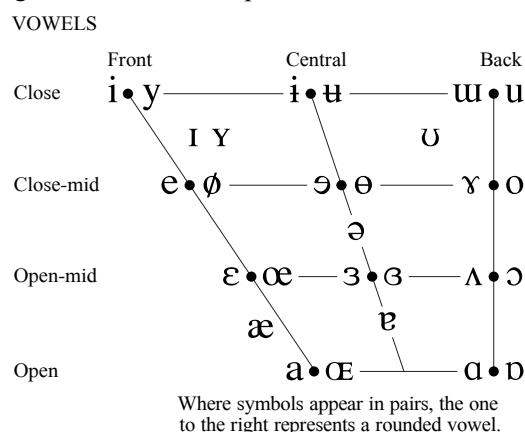 VOWELS
Front Central Back
Close i y ɨ ʉ ɯ u
ɪ ʏ ʊ
Close-mid e ø ɘ ɵ ɤ o
ə
Open-mid ɛ œ ɜ ɞ ʌ ɔ
æ ɐ
Open a ɶ ɑ ɒ
Where symbols appear in pairs, the one
to the right represents a rounded vowel.